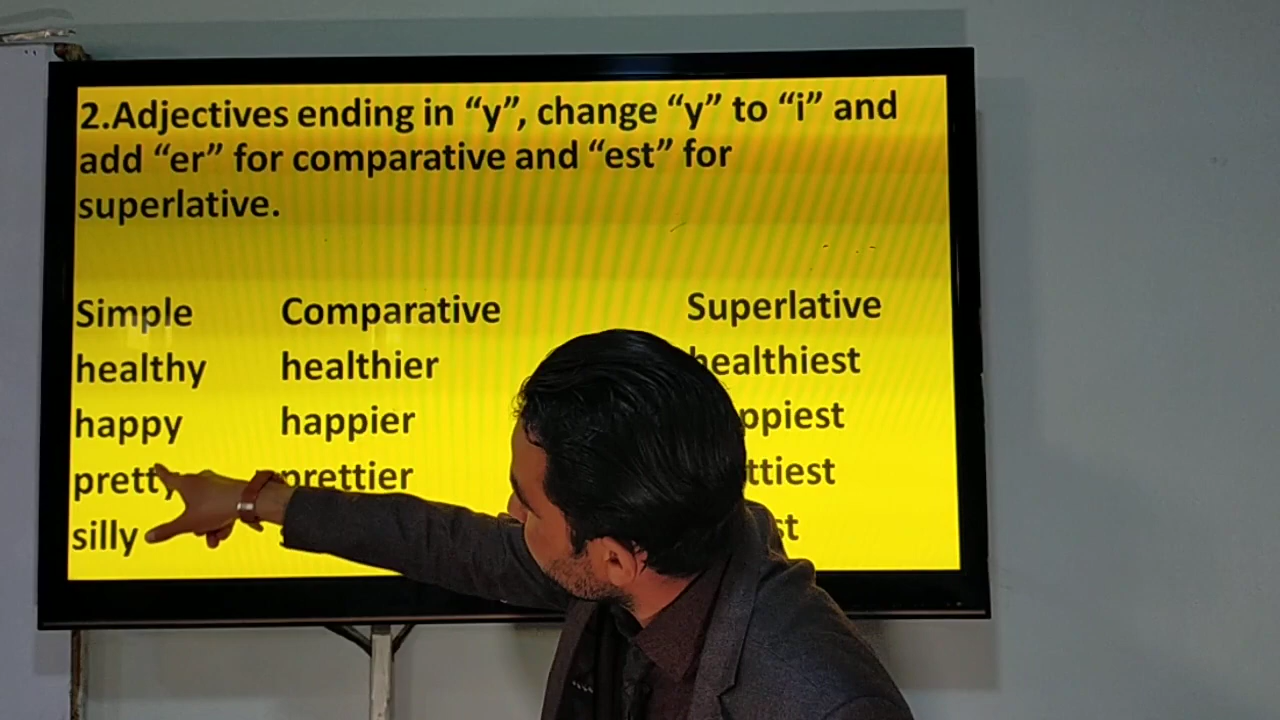 2.Adjectives ending in “y”, change “y” to “i” and
add “er” for comparative and “est” for
superlative.
Simple Comparative Superlative
healthy healthier healthiest
happy happier
pretty prettier
silly